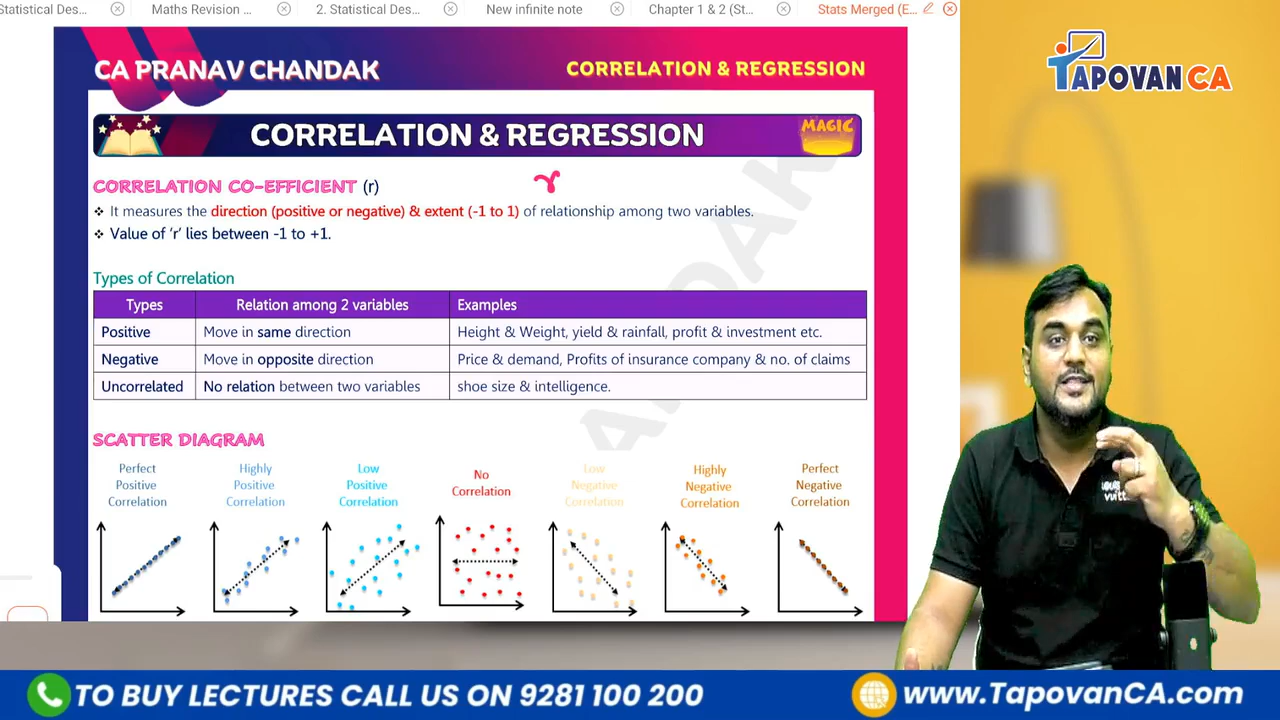 Statistical Des...
Maths Revision ...
2. Statistical Des...
New infinite note
Chapter 1 & 2 (St...
Stats Merged (E...
CA PRANAV CHANDAK
CORRELATION & REGRESSION
TAPOVAN CA
CORRELATION & REGRESSION
MAGIC
CORRELATION CO-EFFICIENT (r)
r
❖ It measures the direction (positive or negative) & extent (-1 to 1) of relationship among two variables.
❖ Value of 'r' lies between -1 to +1.
Types of Correlation
Types Relation among 2 variables Examples
Positive Move in same direction Height & Weight, yield & rainfall, profit & investment etc.
Negative Move in opposite direction Price & demand, Profits of insurance company & no. of claims
Uncorrelated No relation between two variables shoe size & intelligence.
SCATTER DIAGRAM
Perfect
Positive
Correlation
Highly
Positive
Correlation
Low
Positive
Correlation
No
Correlation
Low
Negative
Correlation
Highly
Negative
Correlation
Perfect
Negative
Correlation
TO BUY LECTURES CALL US ON 9281 100 200
www.TapovanCA.com